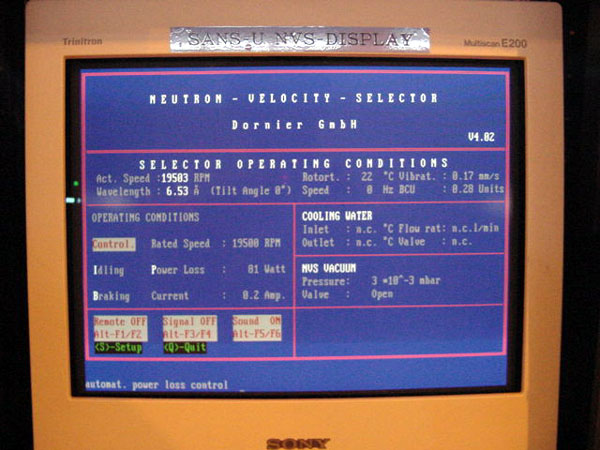 Trinitron
SANS-U NVS-DISPLAY
Multiscan E200
NEUTRON - VELOCITY - SELECTOR
Dornier GmbH
V4.02
SELECTOR OPERATING CONDITIONS
Act. Speed :19503 RPM Rotort. : 22 °C Vibrat. : 0.17 mm/s
Wavelength : 6.53 Å (Tilt Angle 0°) Speed : 0 Hz BCU : 0.28 Units
OPERATING CONDITIONS
Control. Rated Speed : 19500 RPM
Idling Power Loss : 81 Watt
Braking Current : 0.2 Amp.
COOLING WATER
Inlet : n.c. °C Flow rat: n.c.l/min
Outlet : n.c. °C Valve : n.c.
NVS VACUUM
Pressure: 3 *10^-3 mbar
Valve : Open
Remote OFF Signal OFF Sound ON
Alt-F1/F2 Alt-F3/F4 Alt-F5/F6
<S>-Setup <Q>-Quit
automat. power loss control _
SONY